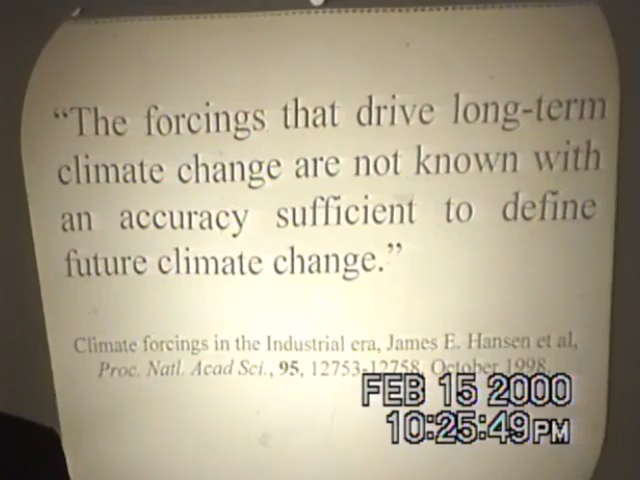 “The forcings that drive long-term
climate change are not known with
an accuracy sufficient to define
future climate change.”
Climate forcings in the Industrial era, James E. Hansen et al,
Proc. Natl. Acad Sci., 95, 12753-12758, October 1998.
FEB 15 2000
10:25:49PM